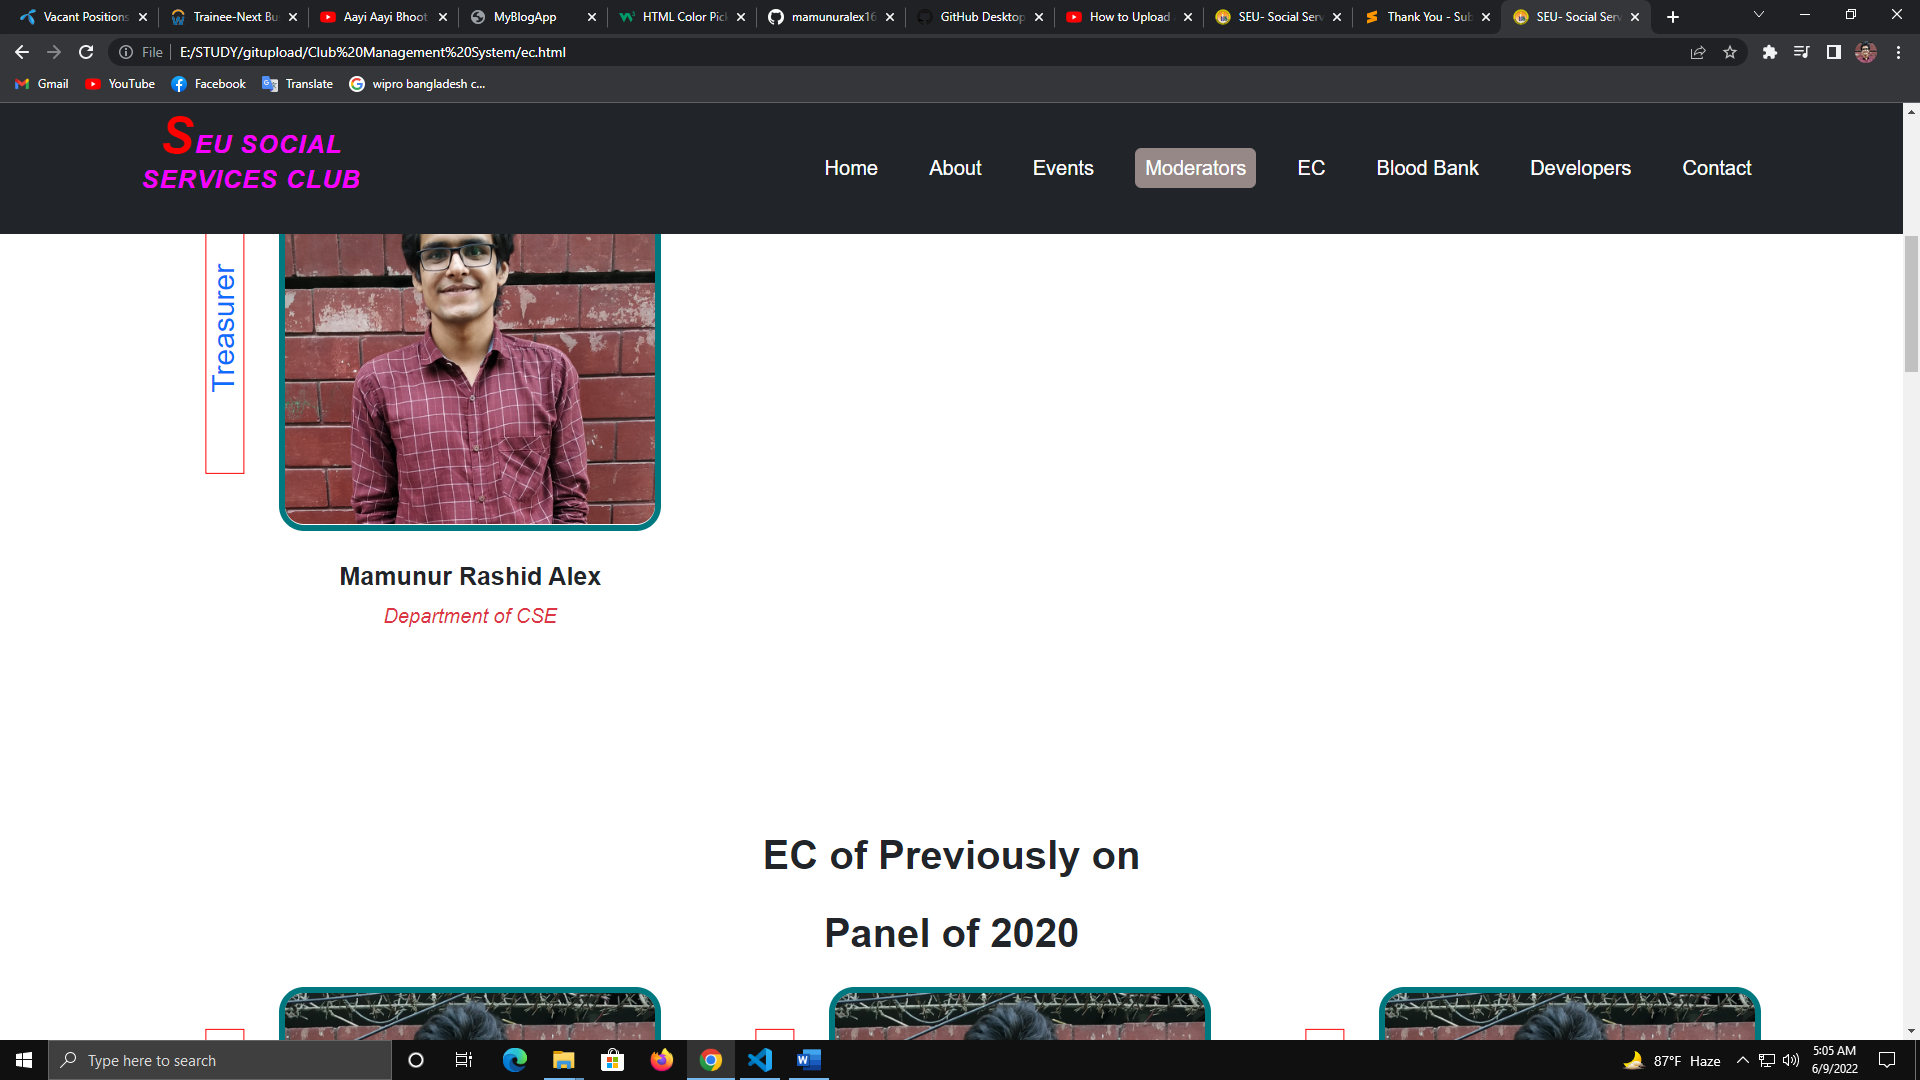 Vacant Positions
Trainee-Next Bu
Aayi Aayi Bhoot
MyBlogApp
HTML Color Pic
mamunuralex16
GitHub Desktop
How to Upload
SEU- Social Serv
Thank You - Sub
SEU- Social Serv
File E:/STUDY/gitupload/Club%20Management%20System/ec.html
Gmail
YouTube
Facebook
Translate
wipro bangladesh c...
SEU SOCIAL
SERVICES CLUB
Home
About
Events
Moderators
EC
Blood Bank
Developers
Contact
Treasurer
Mamunur Rashid Alex
Department of CSE
EC of Previously on
Panel of 2020
Type here to search
87°F Haze
5:05 AM
6/9/2022